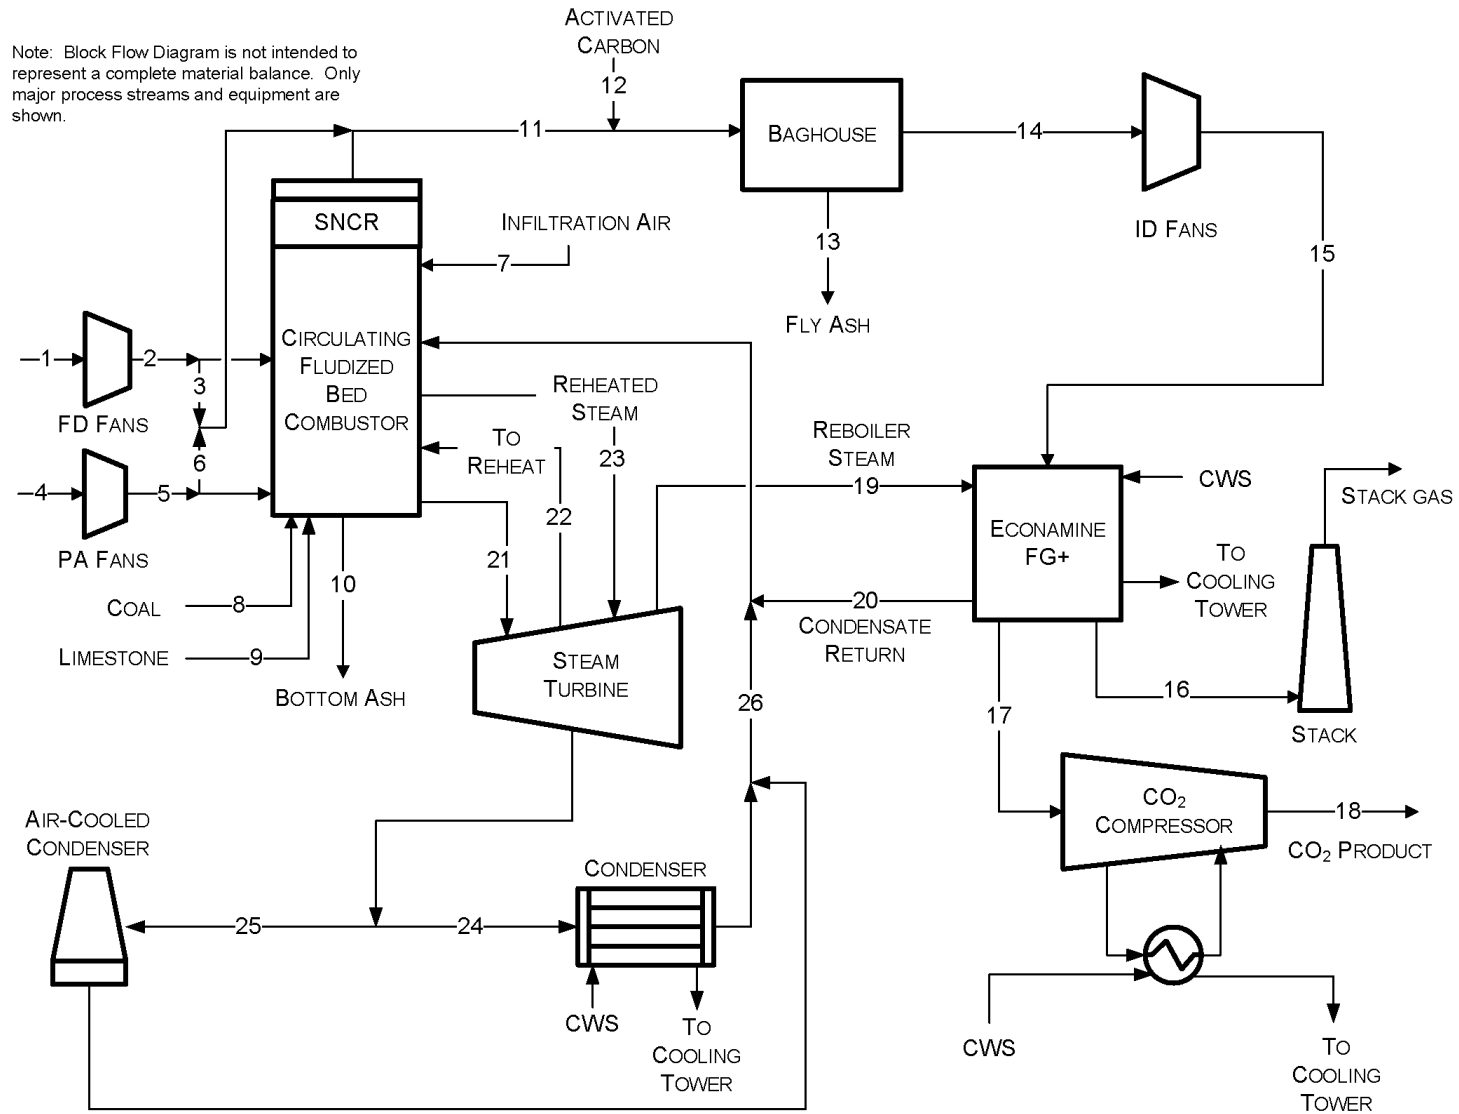 ACTIVATED
CARBON
Note: Block Flow Diagram is not intended to
represent a complete material balance. Only
major process streams and equipment are
shown.
12
11
BAGHOUSE
14
SNCR
INFILTRATION AIR
ID FANS
7
13
15
FLY ASH
CIRCULATING
FLUDIZED
BED
COMBUSTOR
1
2
3
FD FANS
REHEATED
STEAM
TO
REHEAT
23
REBOILER
STEAM
6
4
5
19
CWS
STACK GAS
22
ECONAMINE
FG+
PA FANS
21
10
TO
COOLING
TOWER
COAL
8
20
CONDENSATE
RETURN
LIMESTONE
9
STEAM
TURBINE
BOTTOM ASH
26
17
16
STACK
AIR-COOLED
CONDENSER
CO₂
COMPRESSOR
18
CO₂ PRODUCT
CONDENSER
25
24
CWS
TO
COOLING
TOWER
CWS
TO
COOLING
TOWER